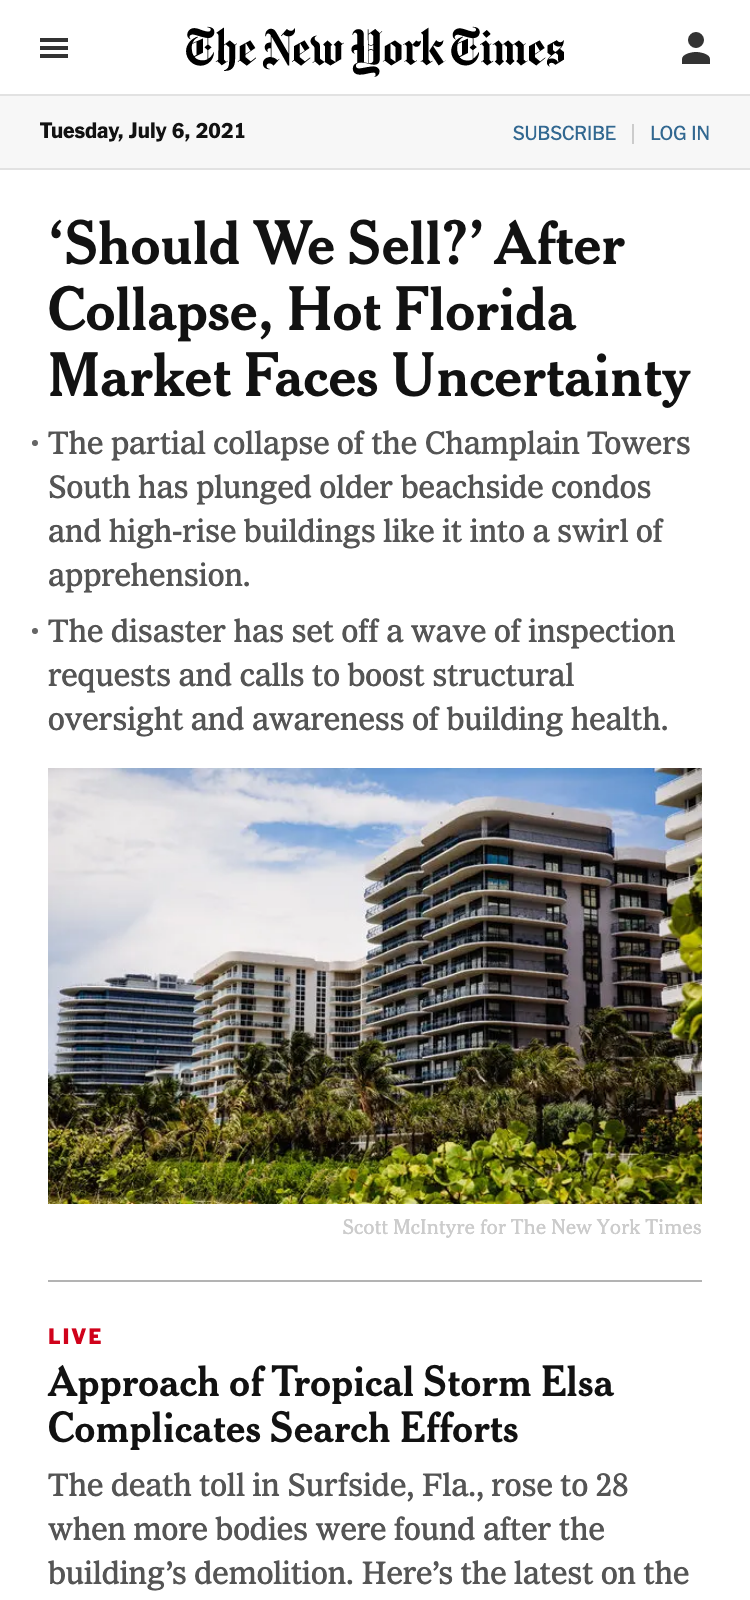 The New York Times
Tuesday, July 6, 2021
SUBSCRIBE | LOG IN
‘Should We Sell?’ After
Collapse, Hot Florida
Market Faces Uncertainty
• The partial collapse of the Champlain Towers
South has plunged older beachside condos
and high-rise buildings like it into a swirl of
apprehension.
• The disaster has set off a wave of inspection
requests and calls to boost structural
oversight and awareness of building health.
Scott McIntyre for The New York Times
LIVE
Approach of Tropical Storm Elsa
Complicates Search Efforts
The death toll in Surfside, Fla., rose to 28
when more bodies were found after the
building’s demolition. Here’s the latest on the